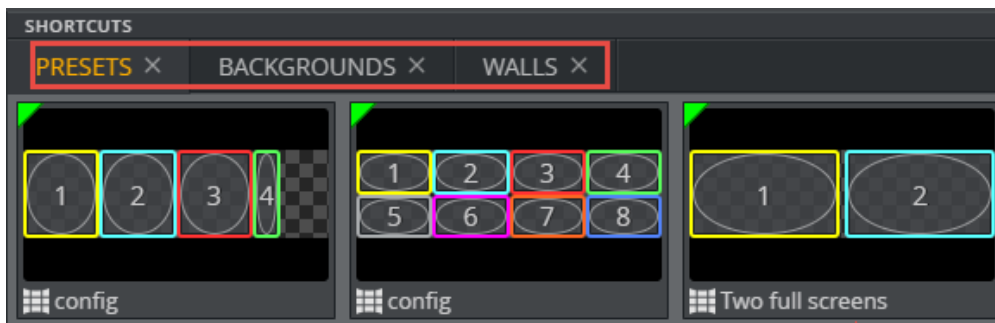 SHORTCUTS
PRESETS × BACKGROUNDS × WALLS ×
1 2 3 4
1 2 3 4
5 6 7 8
1 2
config
config
Two full screens